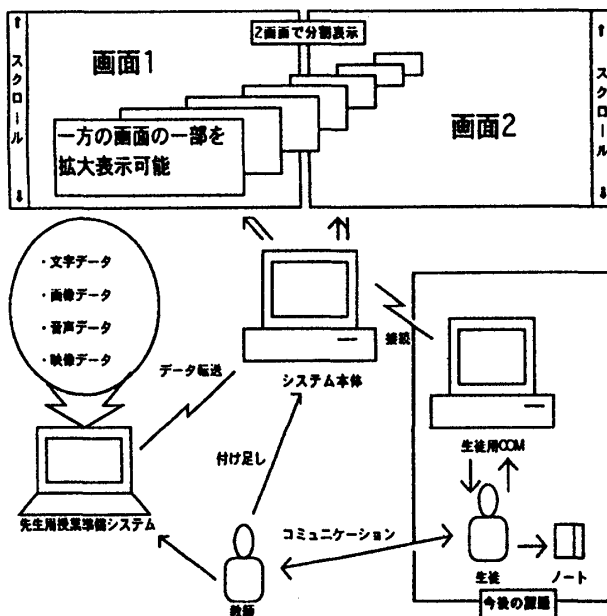 2画面で分割表示
画面1
画面2
↑ スクロール ↓
↑ スクロール ↓
一方の画面の一部を
拡大表示可能
・文字データ
・画像データ
・音声データ
・映像データ
データ転送
システム本体
接続
生徒用COM
付け足し
先生用授業準備システム
コミュニケーション
教師
生徒
ノート
今後の課題